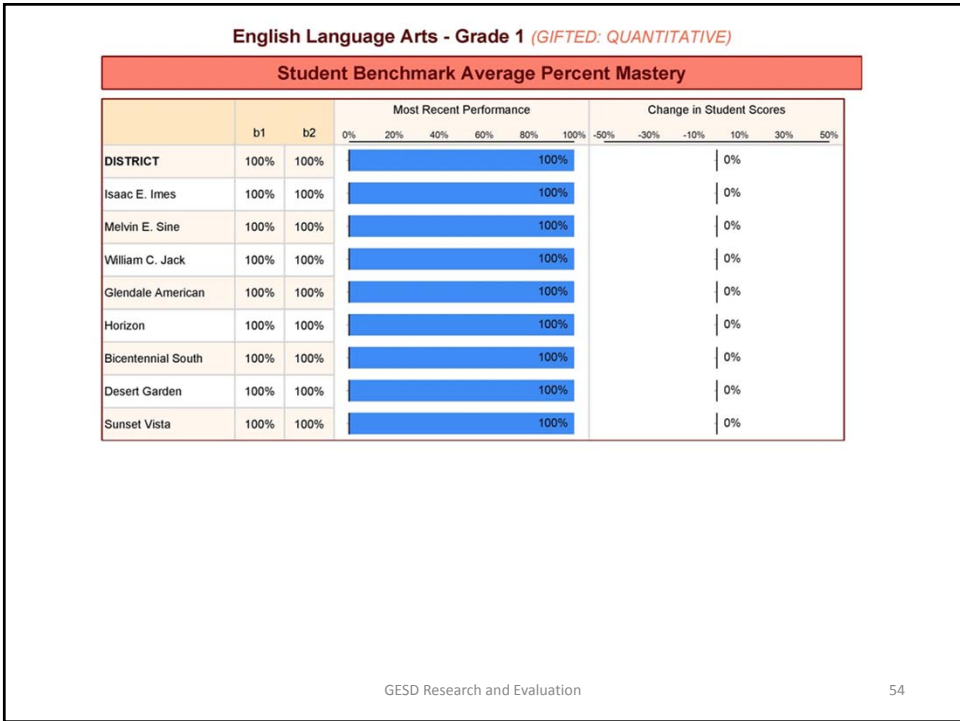 English Language Arts - Grade 1 (GIFTED: QUANTITATIVE)
Student Benchmark Average Percent Mastery
Most Recent Performance Change in Student Scores
b1 b2 0% 20% 40% 60% 80% 100% -50% -30% -10% 10% 30% 50%
DISTRICT 100% 100% 100% 0%
Isaac E. Imes 100% 100% 100% 0%
Melvin E. Sine 100% 100% 100% 0%
William C. Jack 100% 100% 100% 0%
Glendale American 100% 100% 100% 0%
Horizon 100% 100% 100% 0%
Bicentennial South 100% 100% 100% 0%
Desert Garden 100% 100% 100% 0%
Sunset Vista 100% 100% 100% 0%
GESD Research and Evaluation 54